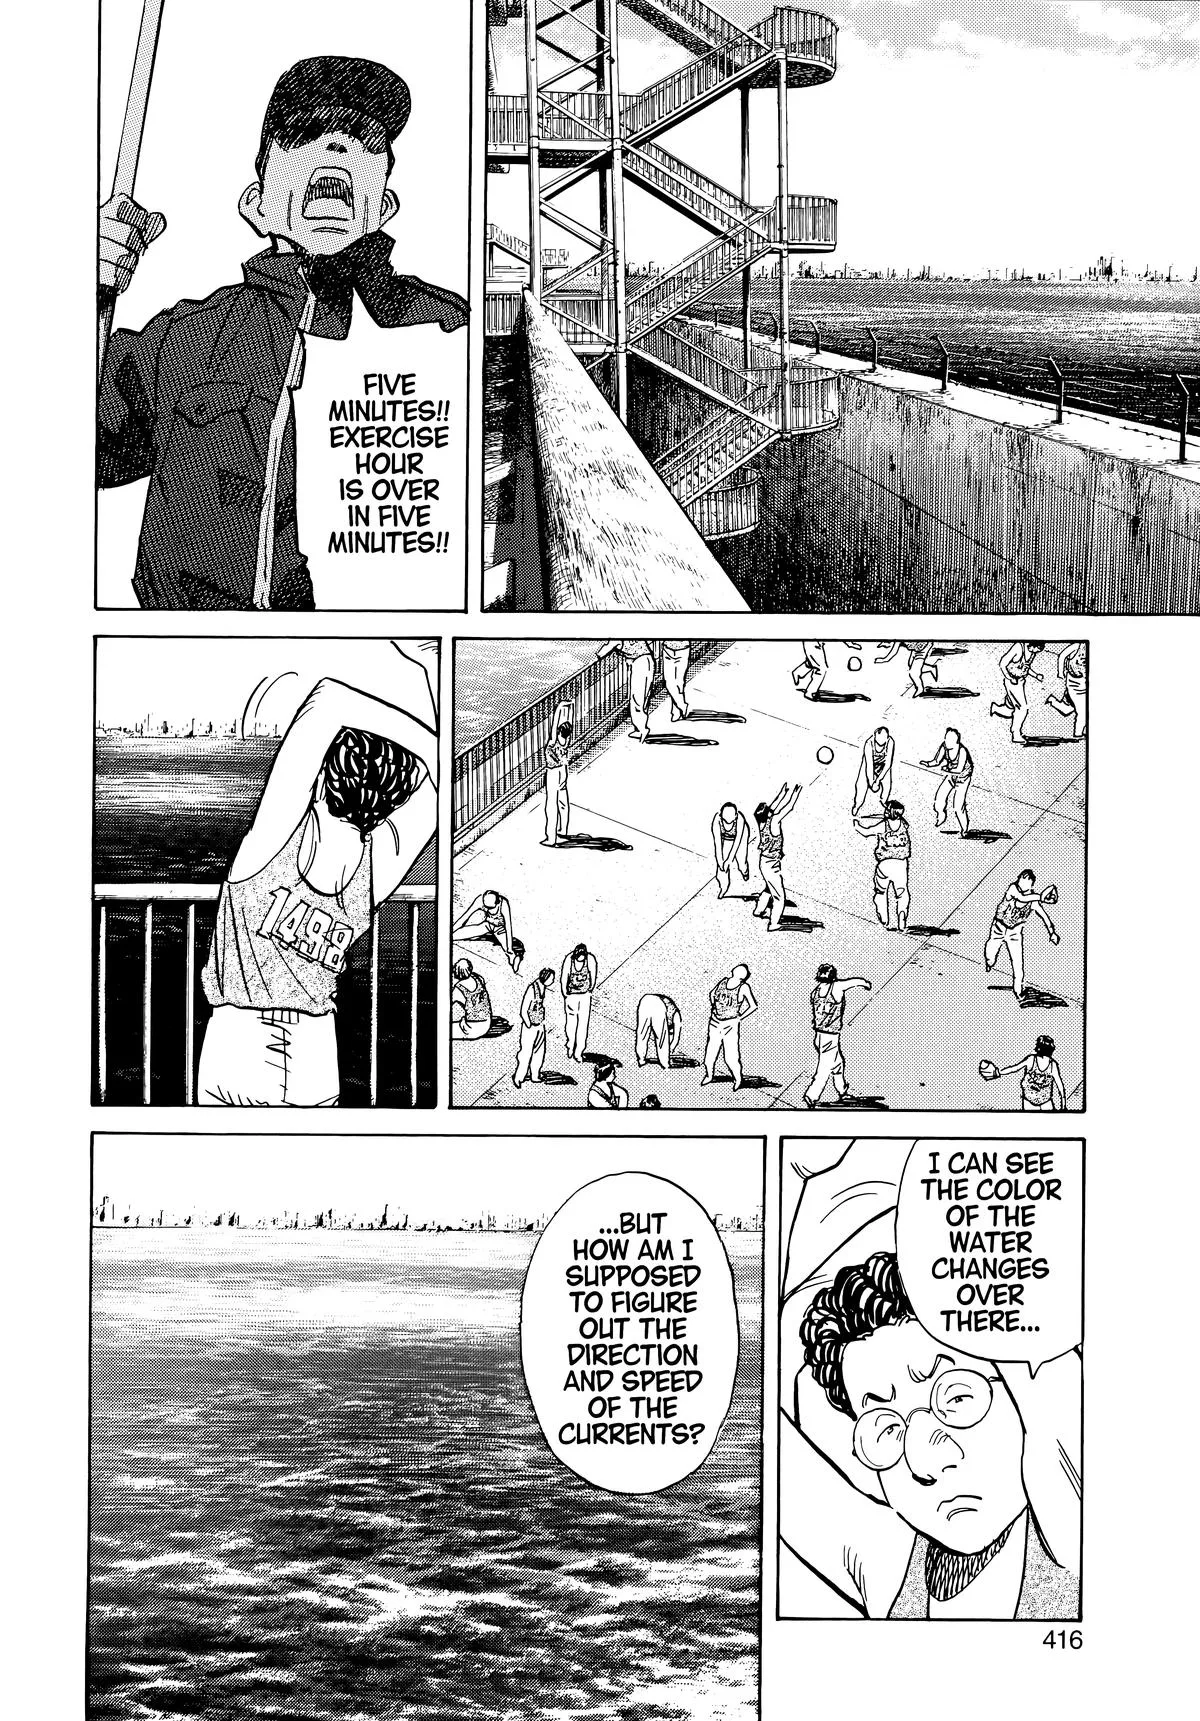 FIVE
MINUTES!!
EXERCISE
HOUR
IS OVER
IN FIVE
MINUTES!!
1498
I CAN SEE
THE COLOR
OF THE
WATER
CHANGES
OVER
THERE...
...BUT
HOW AM I
SUPPOSED
TO FIGURE
OUT THE
DIRECTION
AND SPEED
OF THE
CURRENTS?
416